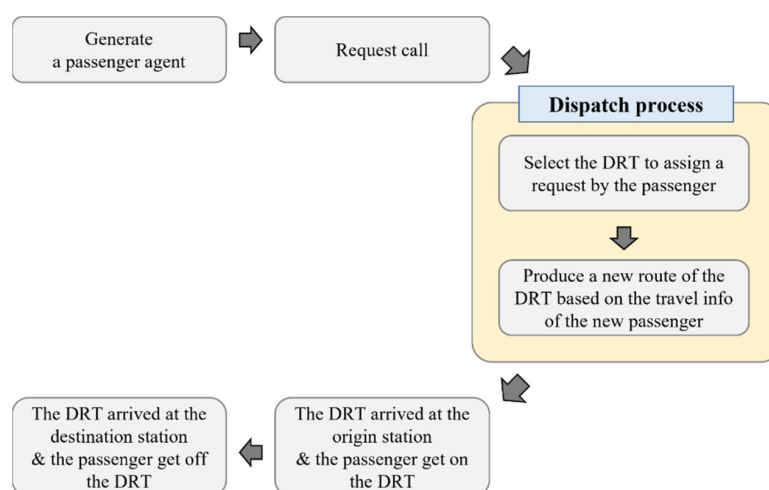 Generate
a passenger agent
Request call
Dispatch process
Select the DRT to assign a
request by the passenger
Produce a new route of the
DRT based on the travel info
of the new passenger
The DRT arrived at the
origin station
& the passenger get on
the DRT
The DRT arrived at the
destination station
& the passenger get off
the DRT